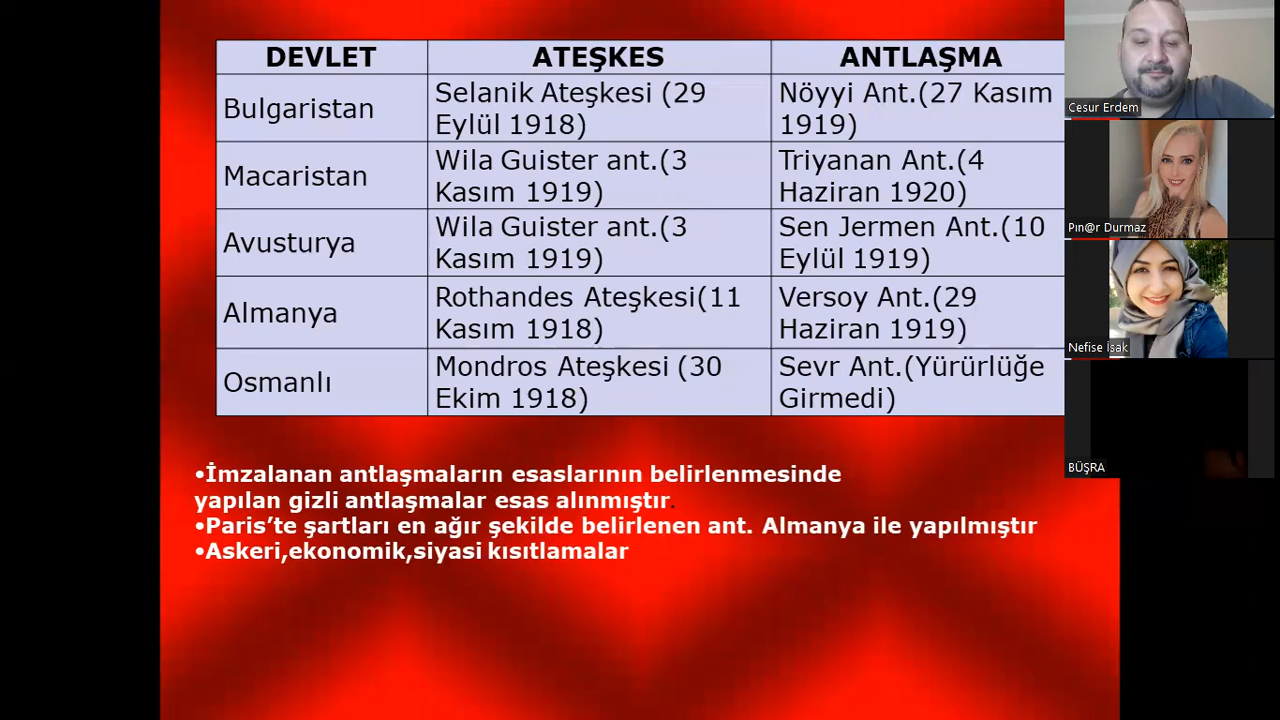 DEVLET
ATEŞKES
ANTLAŞMA
Bulgaristan
Selanik Ateşkesi (29
Eylül 1918)
Nöyyi Ant.(27 Kasım
1919)
Macaristan
Wila Guister ant.(3
Kasım 1919)
Triyanan Ant.(4
Haziran 1920)
Avusturya
Wila Guister ant.(3
Kasım 1919)
Sen Jermen Ant.(10
Eylül 1919)
Almanya
Rothandes Ateşkesi(11
Kasım 1918)
Versoy Ant.(29
Haziran 1919)
Osmanlı
Mondros Ateşkesi (30
Ekim 1918)
Sevr Ant.(Yürürlüğe
Girmedi)
•İmzalanan antlaşmaların esaslarının belirlenmesinde
yapılan gizli antlaşmalar esas alınmıştır.
•Paris’te şartları en ağır şekilde belirlenen ant. Almanya ile yapılmıştır
•Askeri,ekonomik,siyasi kısıtlamalar
Cesur Erdem
Pın@r Durmaz
Nefise İsak
BÜŞRA